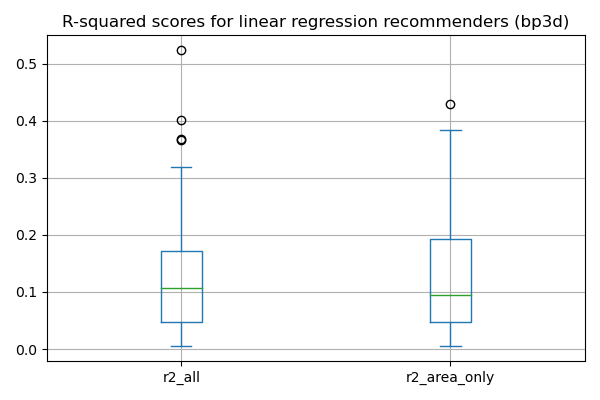 R-squared scores for linear regression recommenders (bp3d)
0.5
0.4
0.3
0.2
0.1
0.0
r2_all
r2_area_only